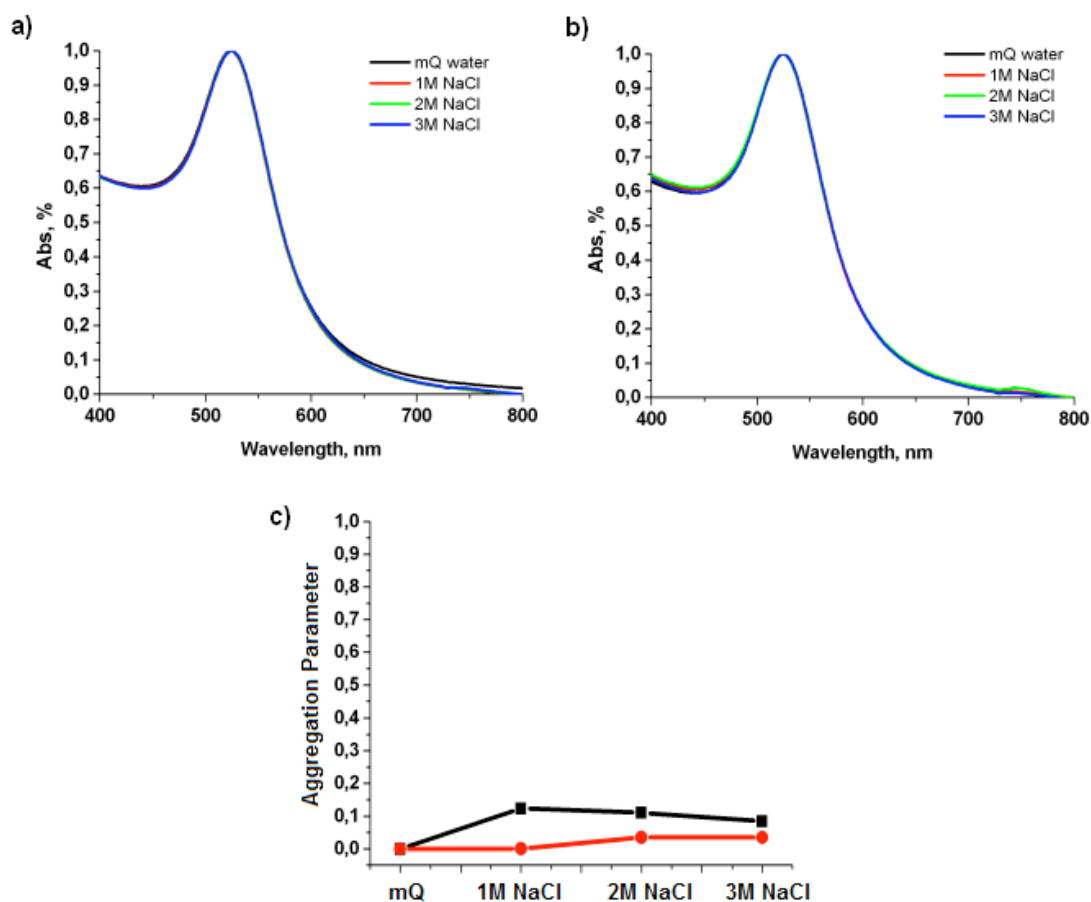 a)
1,0
0,9
0,8
0,7
0,6
0,5
0,4
0,3
0,2
0,1
0,0
Abs, %
400 500 600 700 800
Wavelength, nm
mQ water
1M NaCl
2M NaCl
3M NaCl
b)
1,0
0,9
0,8
0,7
0,6
0,5
0,4
0,3
0,2
0,1
0,0
Abs, %
400 500 600 700 800
Wavelength, nm
mQ water
1M NaCl
2M NaCl
3M NaCl
c)
1,0
0,9
0,8
0,7
0,6
0,5
0,4
0,3
0,2
0,1
0,0
Aggregation Parameter
mQ 1M NaCl 2M NaCl 3M NaCl